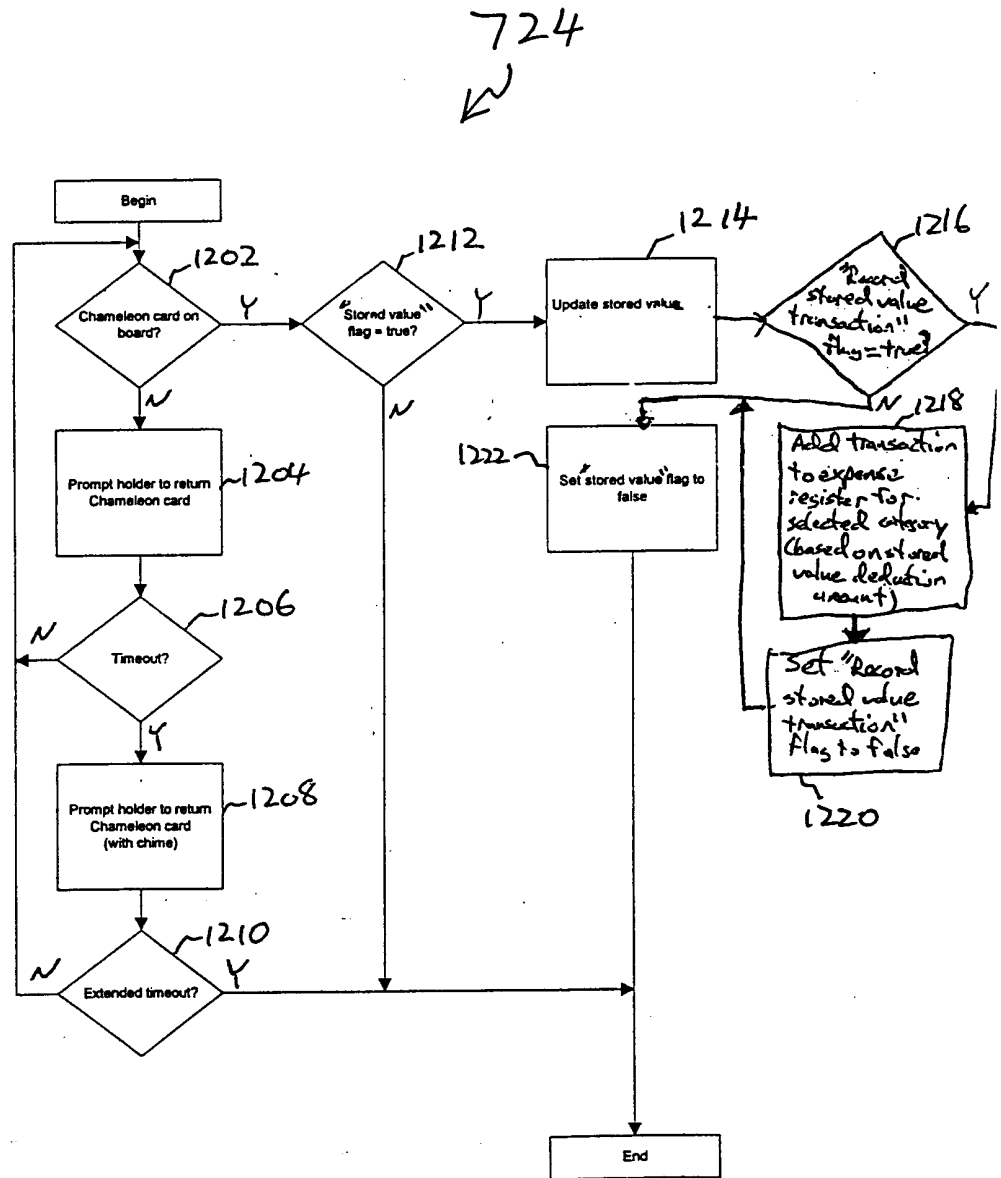 724
Begin
1202
Chameleon card on
board?
Y
N
1212
"Stored value"
flag = true?
Y
N
1214
Update stored value
1216
"Record
stored value
transaction"
flag = true?
Y
N
1204
Prompt holder to return
Chameleon card
1222
Set "stored value" flag to
false
1218
Add transaction
to expense
register for
selected category
(based on stored
value deduction
amount)
1206
Timeout?
N
Y
Set "Record
stored value
transaction"
flag to false
1220
1208
Prompt holder to return
Chameleon card
(with chime)
1210
Extended timeout?
N
Y
End